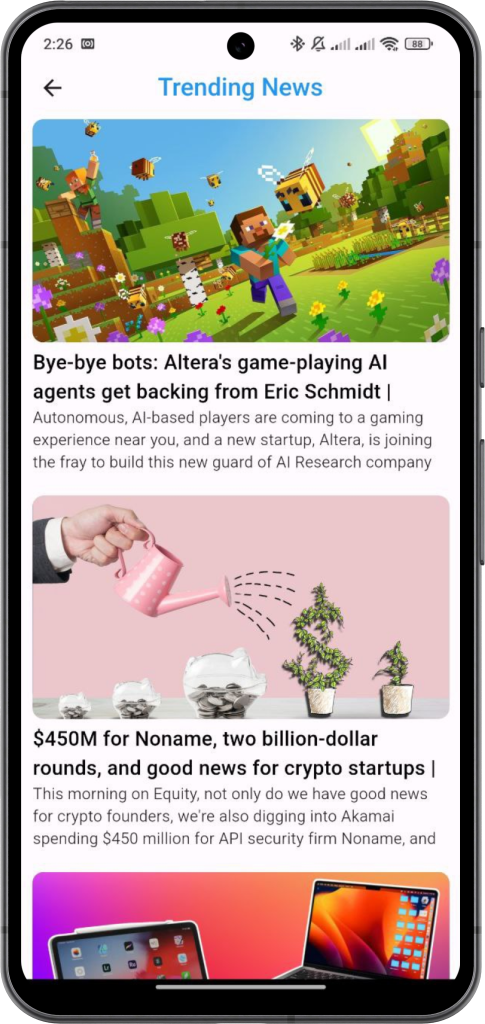 2:26
88
Trending News
Bye-bye bots: Altera's game-playing AI
agents get backing from Eric Schmidt |
Autonomous, AI-based players are coming to a gaming
experience near you, and a new startup, Altera, is joining
the fray to build this new guard of AI Research company
$450M for Noname, two billion-dollar
rounds, and good news for crypto startups |
This morning on Equity, not only do we have good news
for crypto founders, we're also digging into Akamai
spending $450 million for API security firm Noname, and